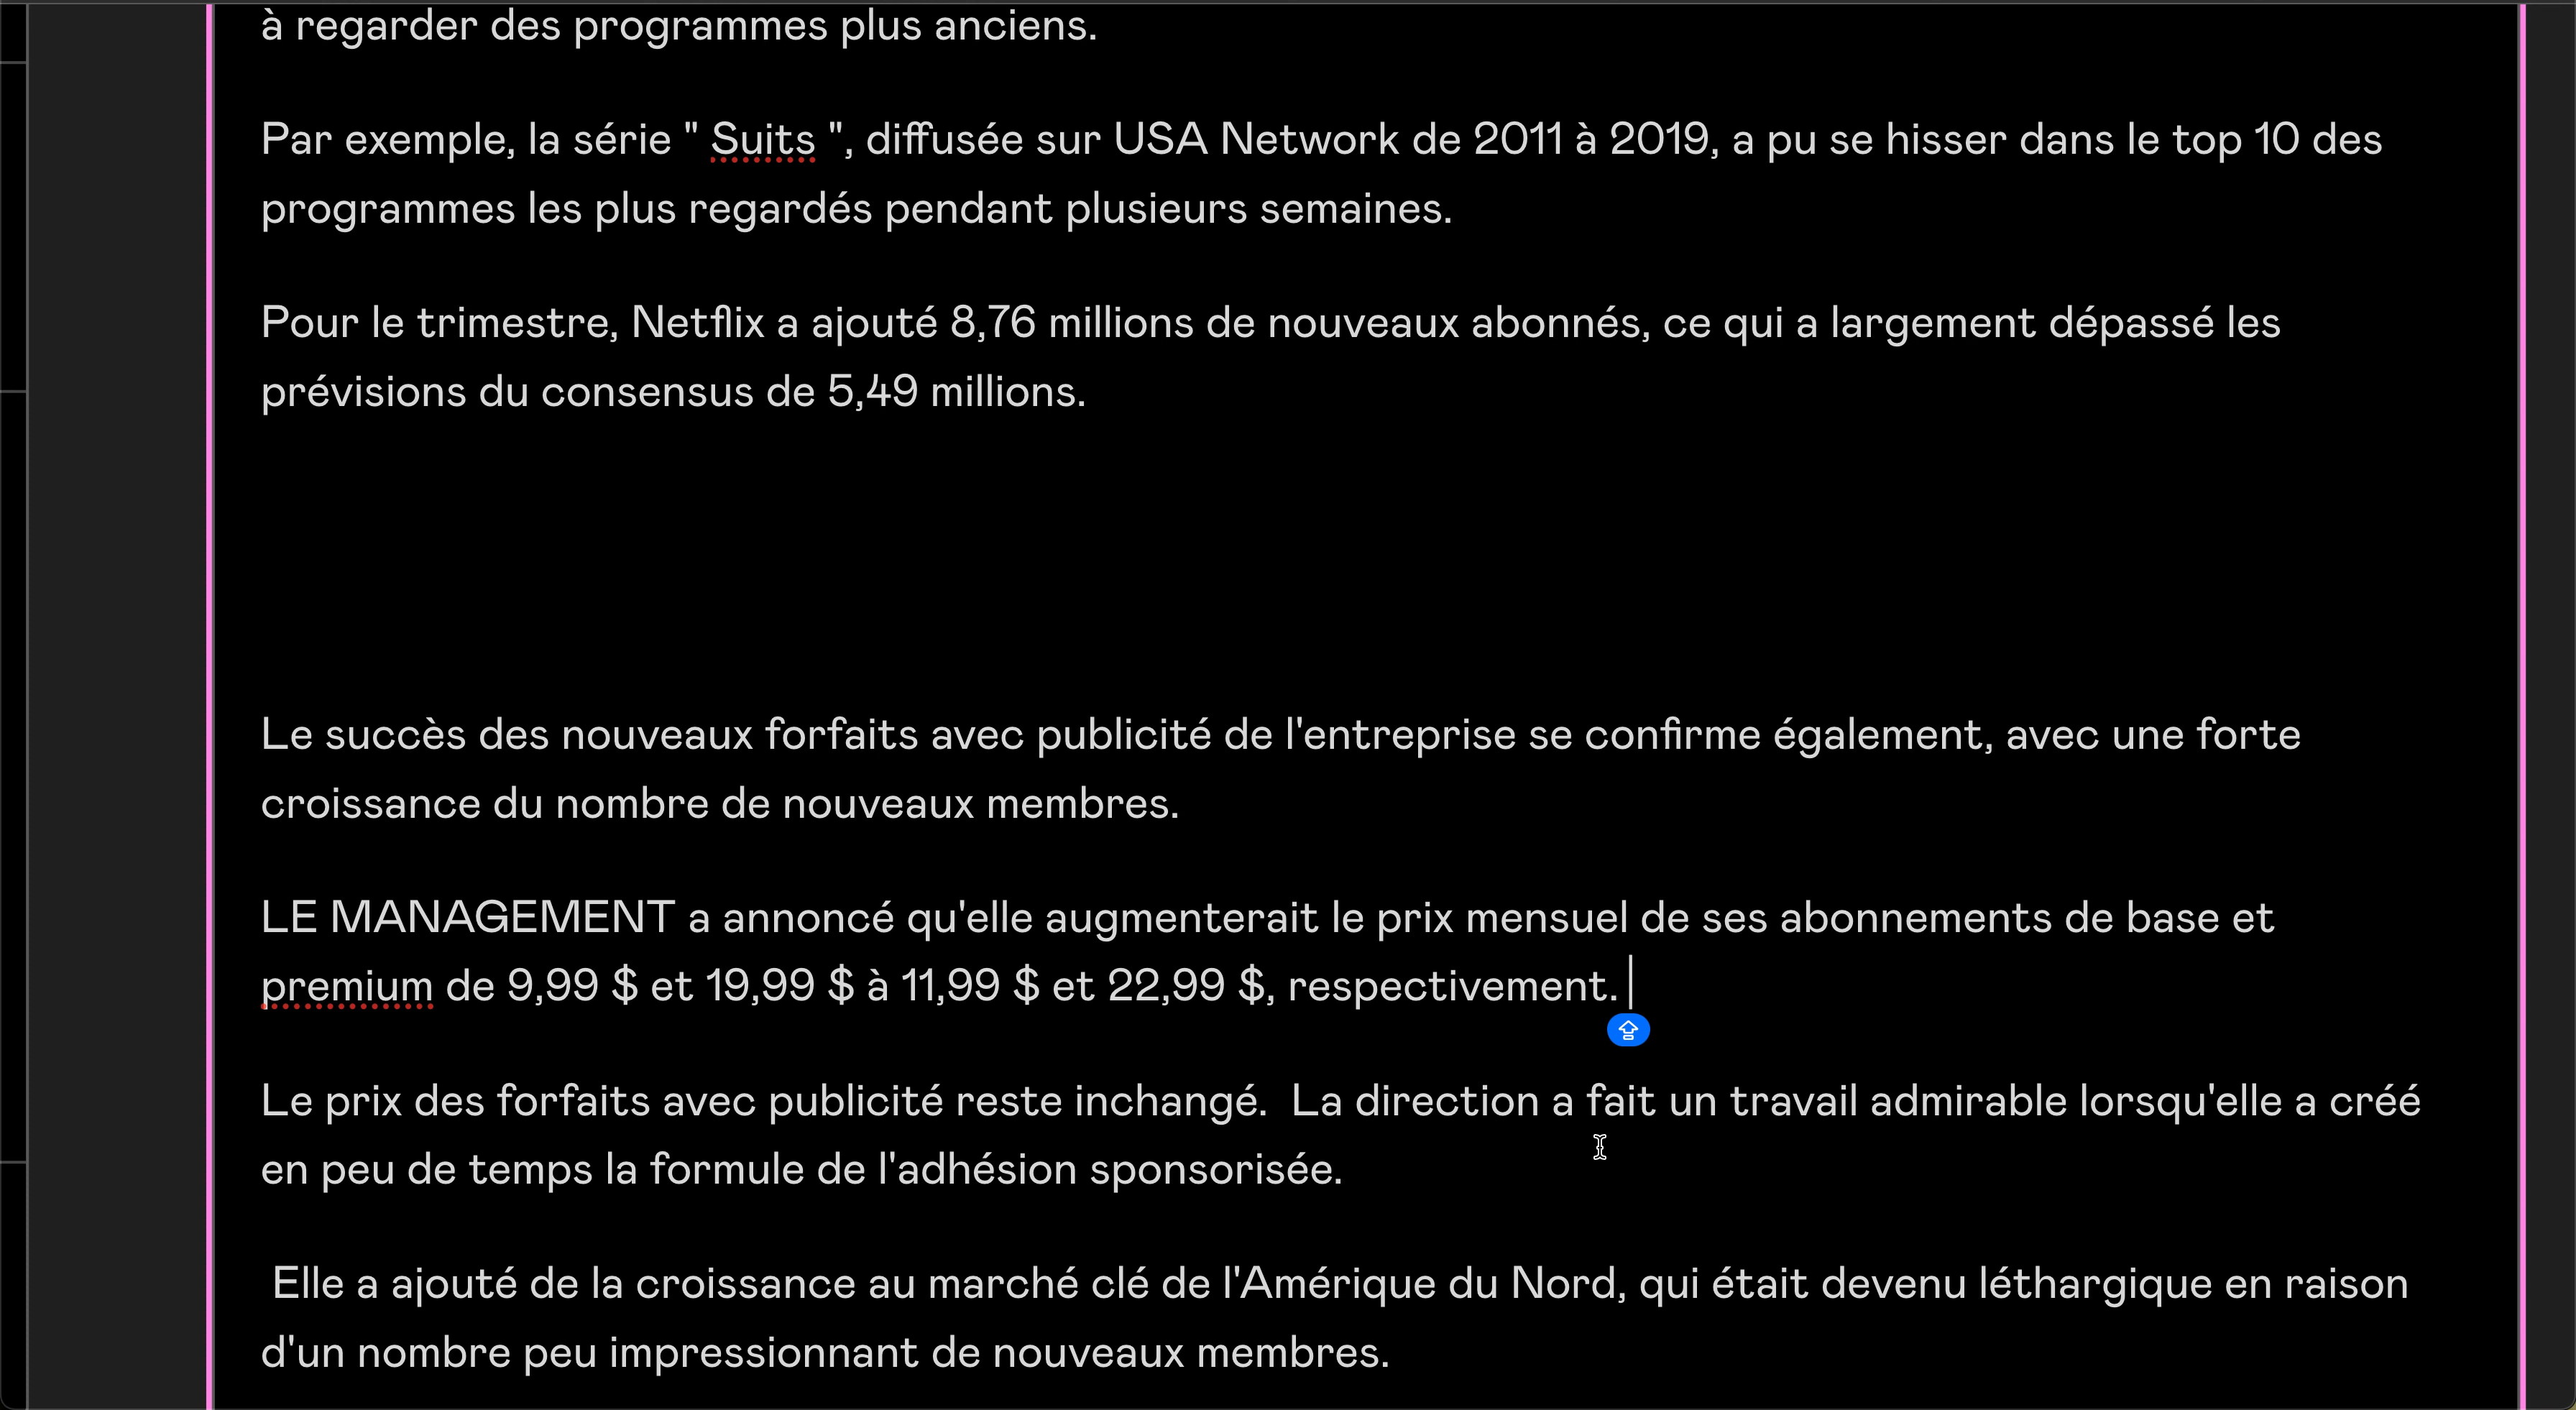 à regarder des programmes plus anciens.
Par exemple, la série " Suits ", diffusée sur USA Network de 2011 à 2019, a pu se hisser dans le top 10 des
programmes les plus regardés pendant plusieurs semaines.
Pour le trimestre, Netflix a ajouté 8,76 millions de nouveaux abonnés, ce qui a largement dépassé les
prévisions du consensus de 5,49 millions.
Le succès des nouveaux forfaits avec publicité de l'entreprise se confirme également, avec une forte
croissance du nombre de nouveaux membres.
LE MANAGEMENT a annoncé qu'elle augmenterait le prix mensuel de ses abonnements de base et
premium de 9,99 $ et 19,99 $ à 11,99 $ et 22,99 $, respectivement.
Le prix des forfaits avec publicité reste inchangé.  La direction a fait un travail admirable lorsqu'elle a créé
en peu de temps la formule de l'adhésion sponsorisée.
Elle a ajouté de la croissance au marché clé de l'Amérique du Nord, qui était devenu léthargique en raison
d'un nombre peu impressionnant de nouveaux membres.